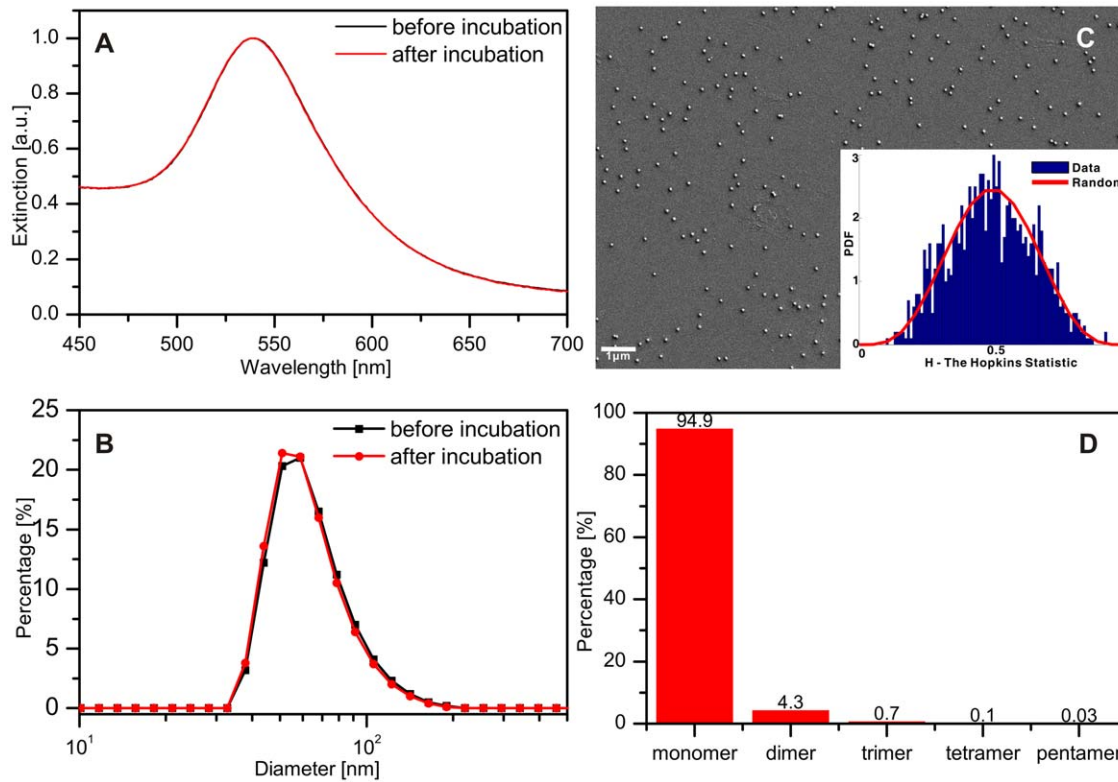 A
before incubation
after incubation
1.0
0.8
0.6
0.4
0.2
0.0
Extinction [a.u.]
450 500 550 600 650 700
Wavelength [nm]
B
before incubation
after incubation
25
20
15
10
5
0
Percentage [%]
10¹ 10²
Diameter [nm]
C
1µm
Data
Random
3
2
1
0
PDF
0 0.5
H - The Hopkins Statistic
D
100
80
60
40
20
0
Percentage [%]
94.9
4.3
0.7
0.1
0.03
monomer dimer trimer tetramer pentamer